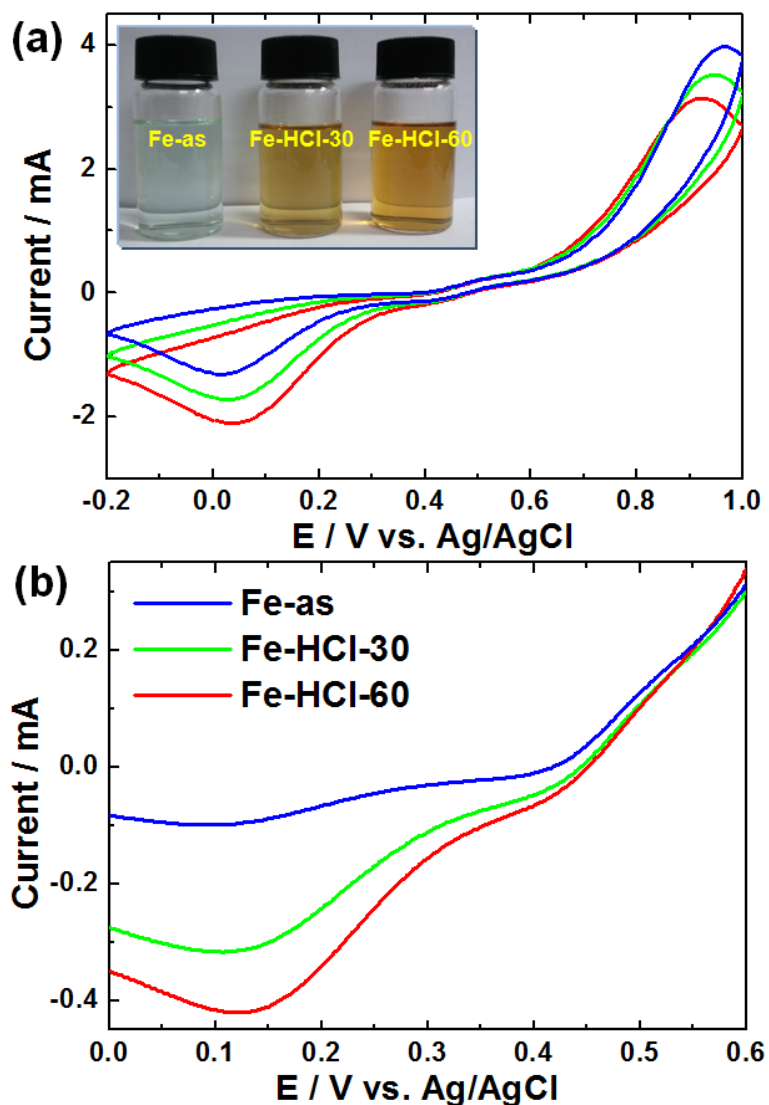 (a)
Fe-as Fe-HCl-30 Fe-HCl-60
4
2
0
-2
Current / mA
-0.2 0.0 0.2 0.4 0.6 0.8 1.0
E / V vs. Ag/AgCl
(b)
Fe-as
Fe-HCl-30
Fe-HCl-60
0.2
0.0
-0.2
-0.4
Current / mA
0.0 0.1 0.2 0.3 0.4 0.5 0.6
E / V vs. Ag/AgCl